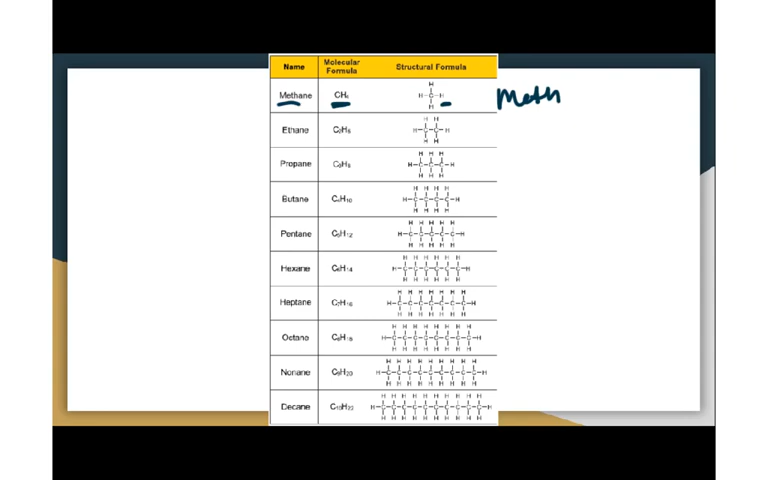 Name Molecular Formula Structural Formula
Methane CH₄ Meth
Ethane C₂H₆
Propane C₃H₈
Butane C₄H₁₀
Pentane C₅H₁₂
Hexane C₆H₁₄
Heptane C₇H₁₆
Octane C₈H₁₈
Nonane C₉H₂₀
Decane C₁₀H₂₂